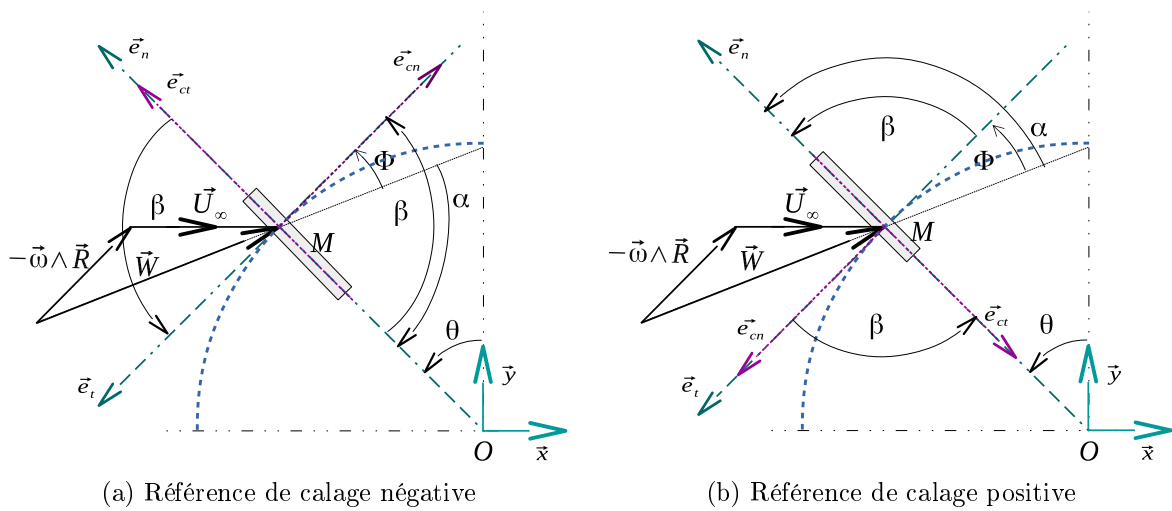 e⃗n
e⃗ct
e⃗cn
Φ
α
β
β
U⃗∞
−ω⃗∧R⃗
W⃗
M
θ
e⃗t
y⃗
O
x⃗
(a) Référence de calage négative
e⃗n
β
α
Φ
U⃗∞
−ω⃗∧R⃗
W⃗
M
e⃗cn
β
e⃗ct
θ
e⃗t
y⃗
O
x⃗
(b) Référence de calage positive